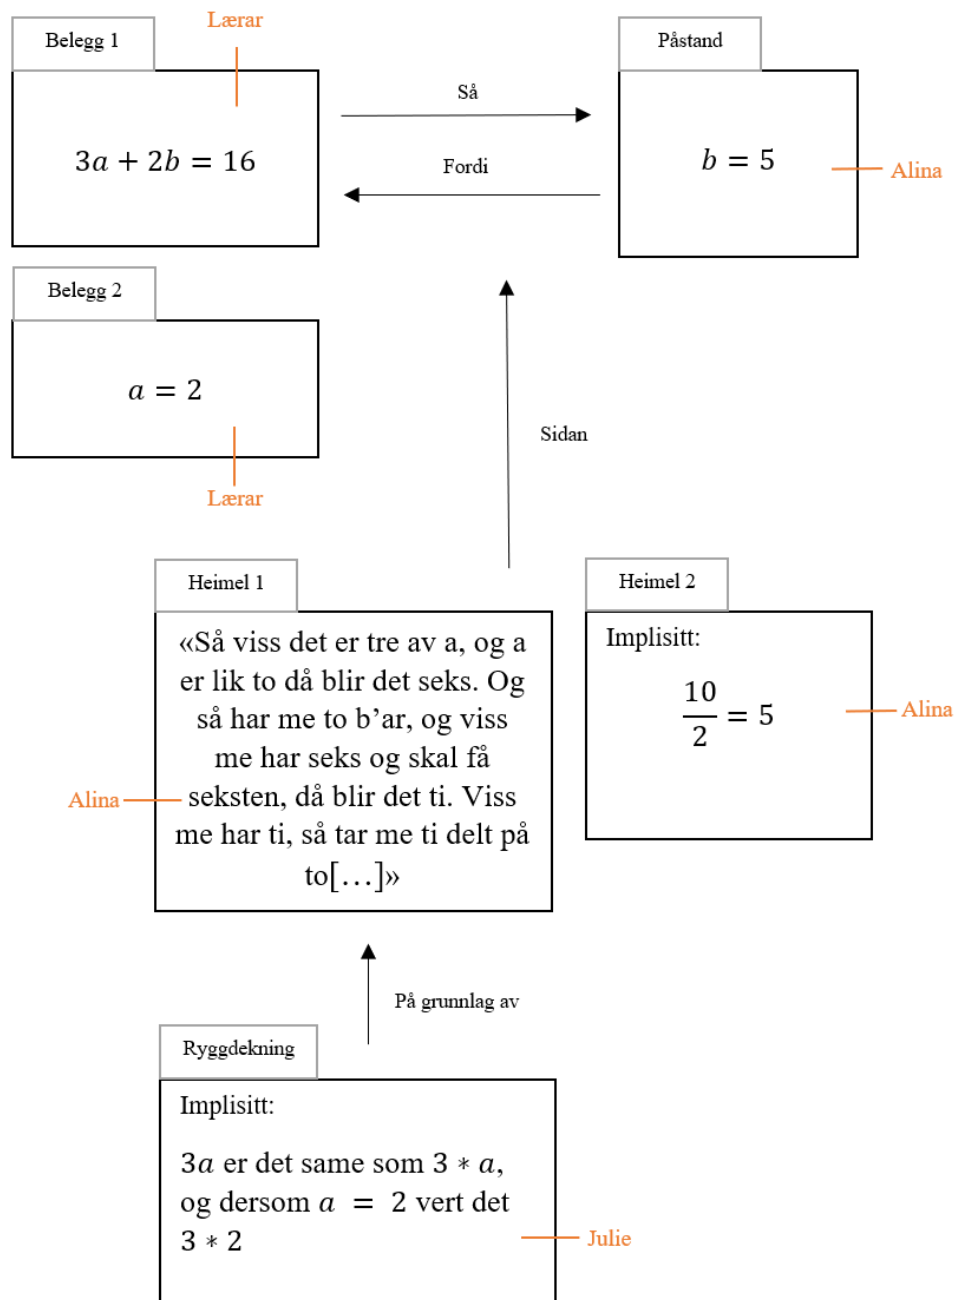 Lærar
Belegg 1
Påstand
Så
3a + 2b = 16
b = 5
Fordi
Alina
Belegg 2
a = 2
Sidan
Lærar
Heimel 1
Heimel 2
«Så viss det er tre av a, og a
er lik to då blir det seks. Og
så har me to b’ar, og viss
me har seks og skal få
seksten, då blir det ti. Viss
me har ti, så tar me ti delt på
to[…]»
Alina
Implisitt:
10/2 = 5
Alina
På grunnlag av
Ryggdekning
Implisitt:
3a er det same som 3 * a,
og dersom a = 2 vert det
3 * 2
Julie